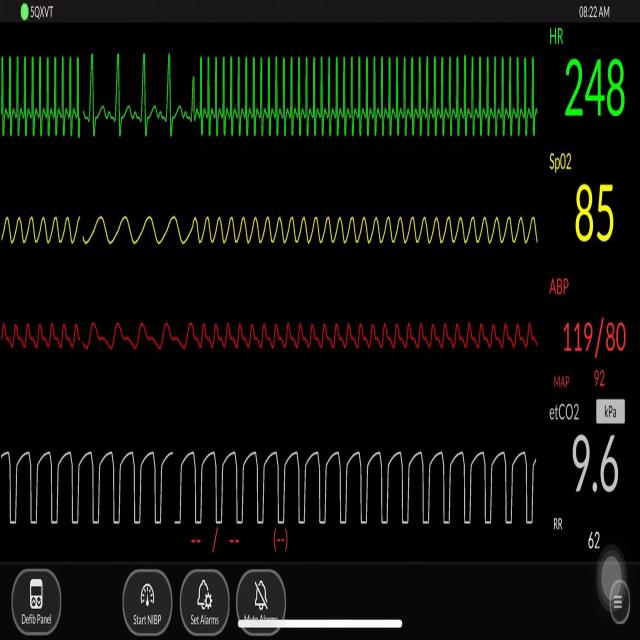 5QXVT
08:22 AM
HR
248
SpO2
85
ABP
119/80
MAP 92
etCO2 kPa
9.6
RR
62
-- / -- (--)
Defib Panel
Start NIBP
Set Alarms
Mute Alarms